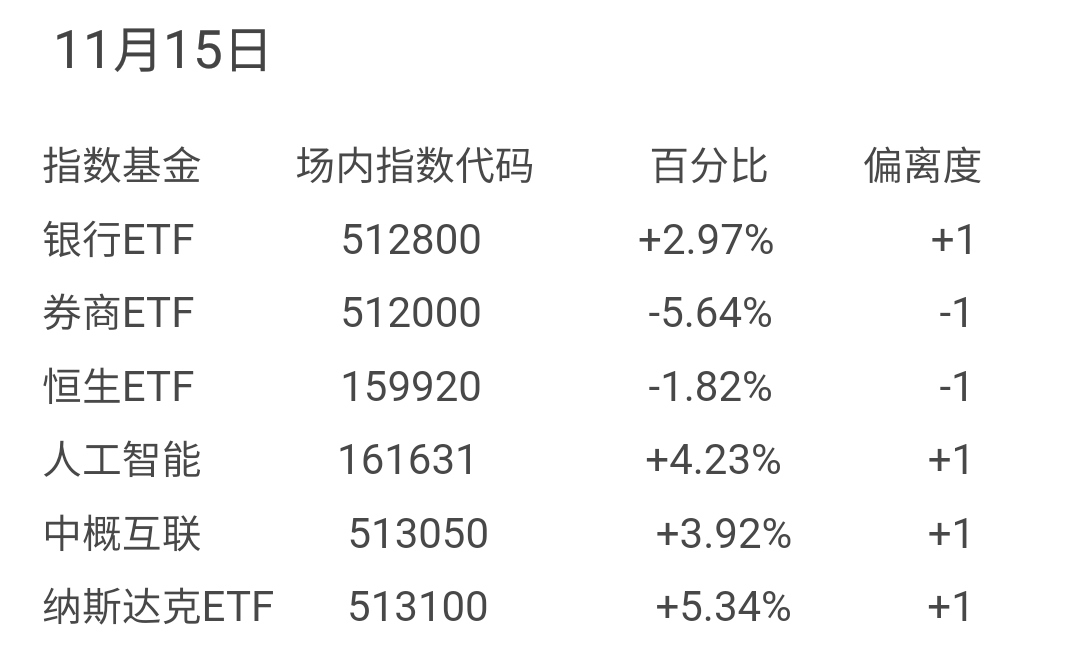 11月15日
指数基金 场内指数代码 百分比 偏离度
银行ETF 512800 +2.97% +1
券商ETF 512000 -5.64% -1
恒生ETF 159920 -1.82% -1
人工智能 161631 +4.23% +1
中概互联 513050 +3.92% +1
纳斯达克ETF 513100 +5.34% +1